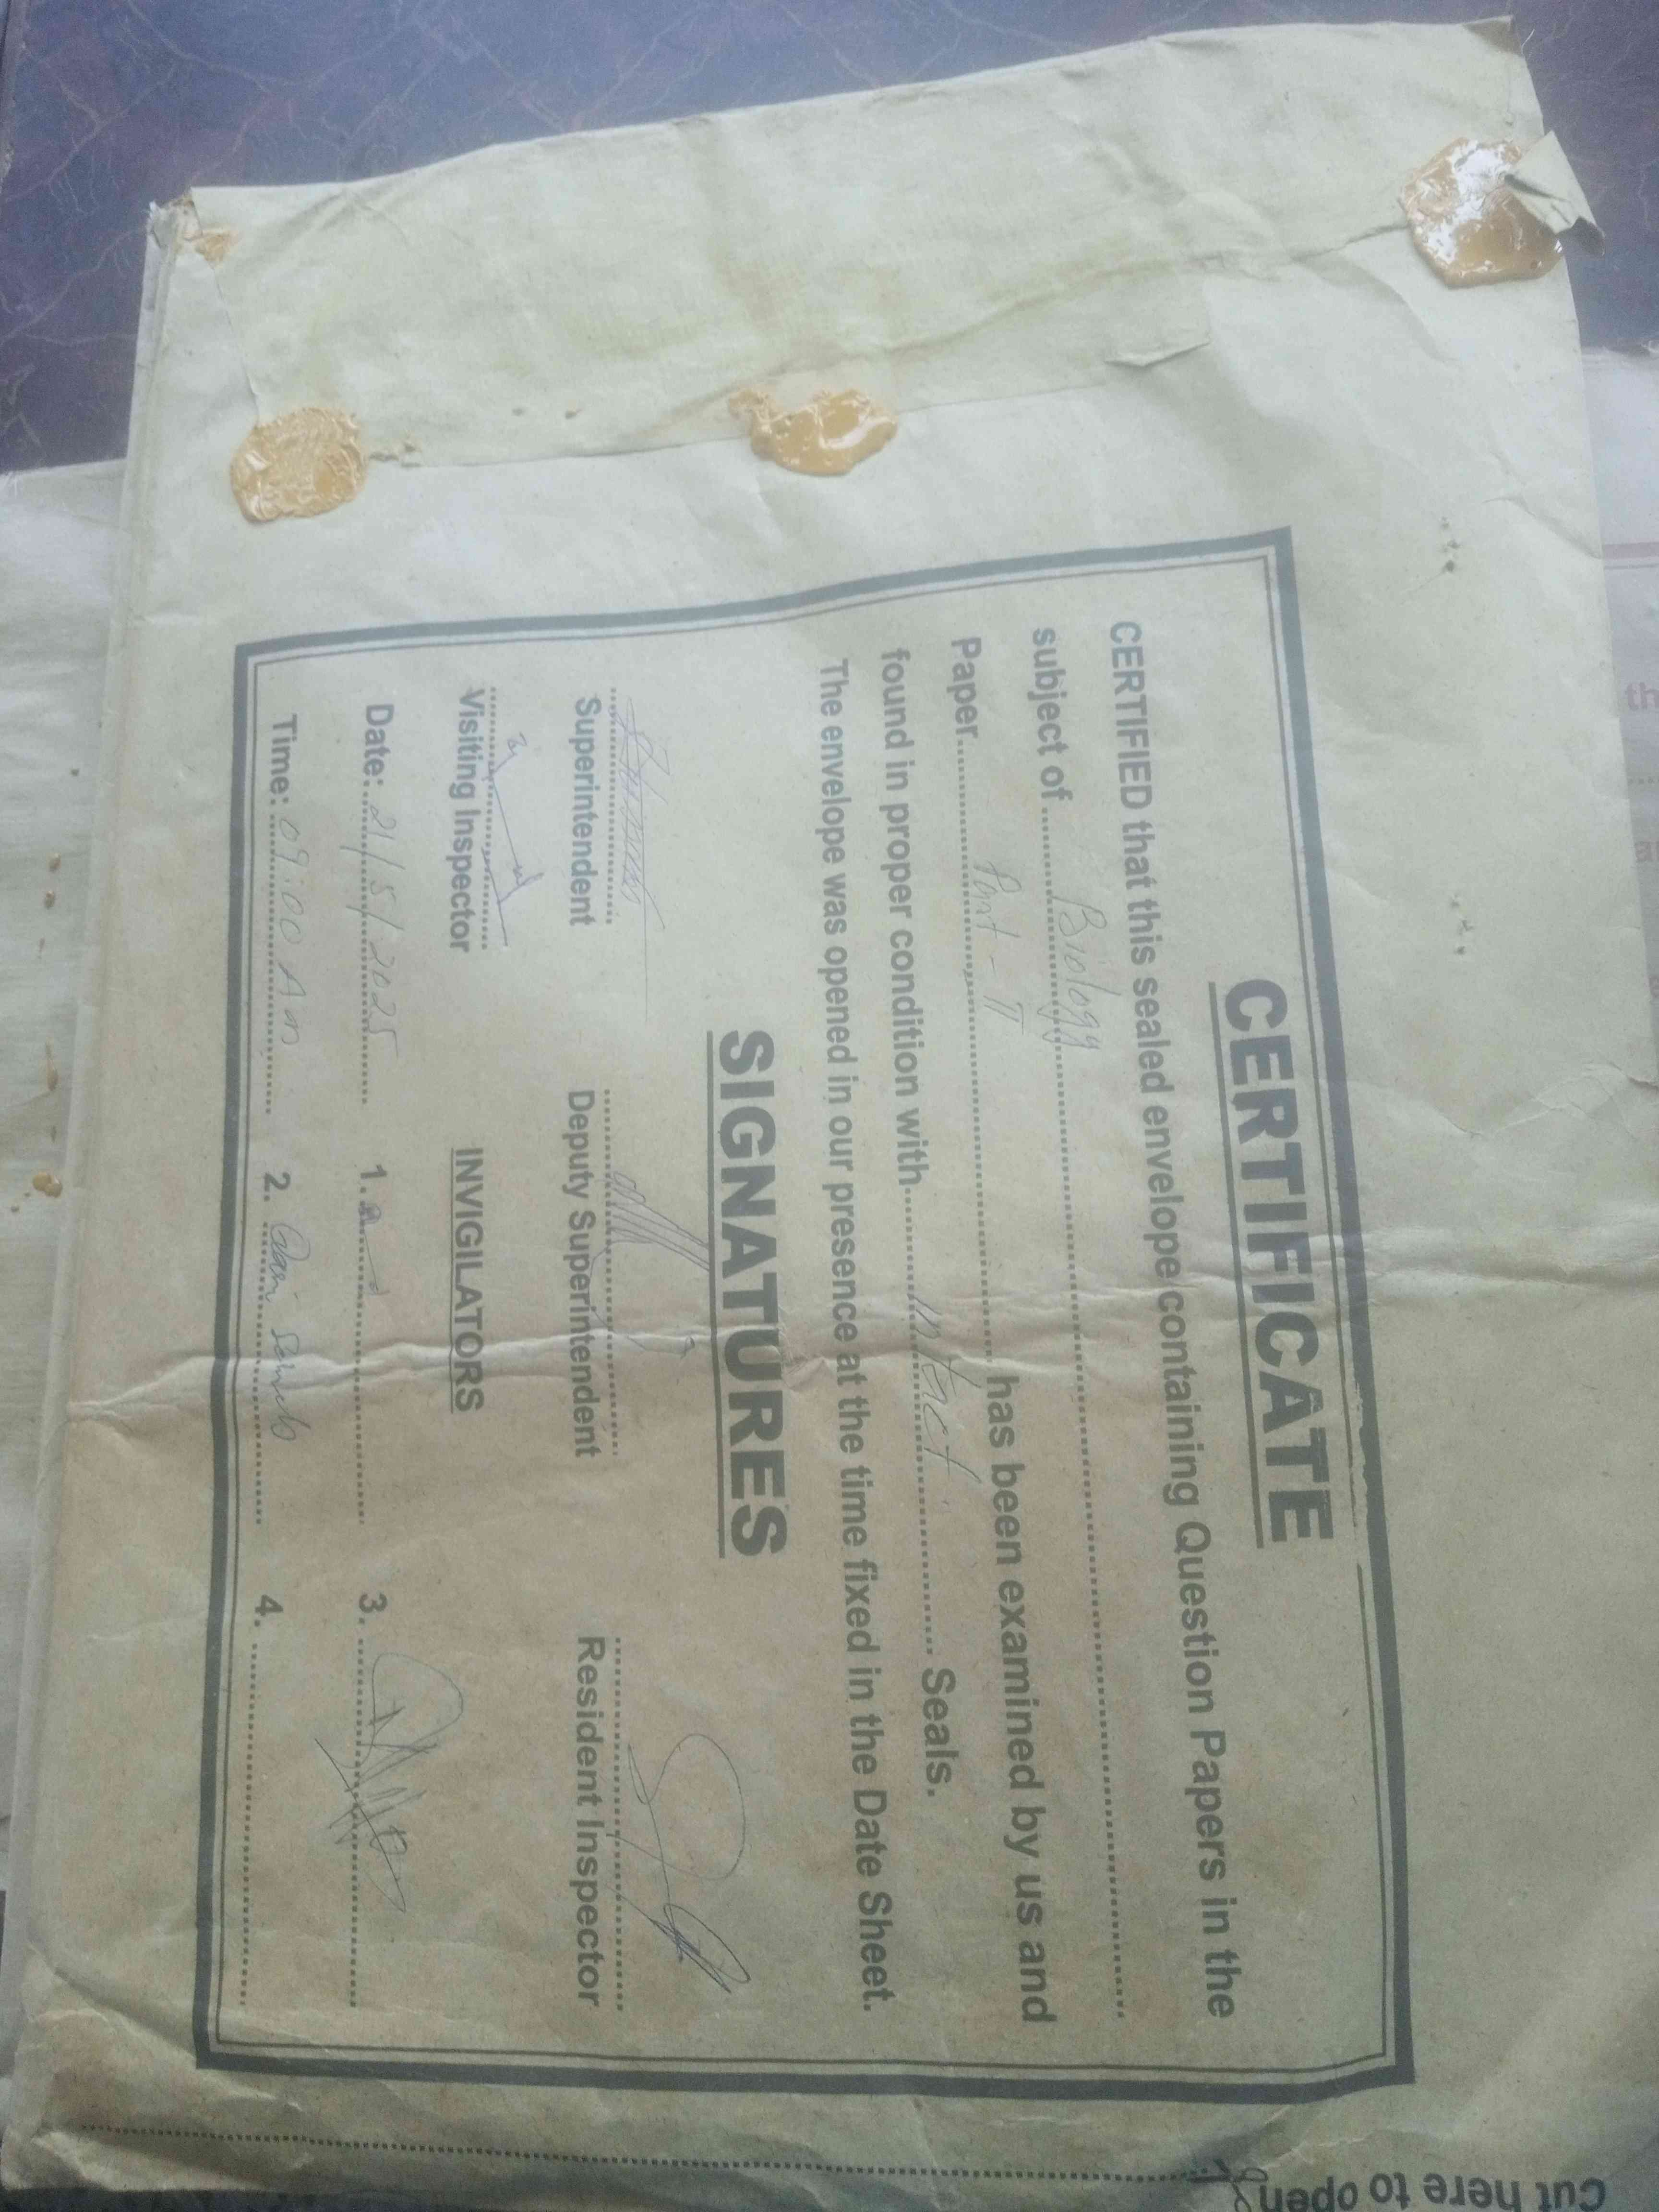 CERTIFICATE
CERTIFIED that this sealed envelope containing Question Papers in the
subject of.......Biology.......
Paper.......Part - II....... has been examined by us and
found in proper condition with.......intact....... Seals.
The envelope was opened in our presence at the time fixed in the Date Sheet.
SIGNATURES
Superintendent Deputy Superintendent Resident Inspector
Visiting Inspector INVIGILATORS
Date:..21/5/2025.. 1. 3.
Time:..09:00 Am.. 2. 4.
Cut here to open
th